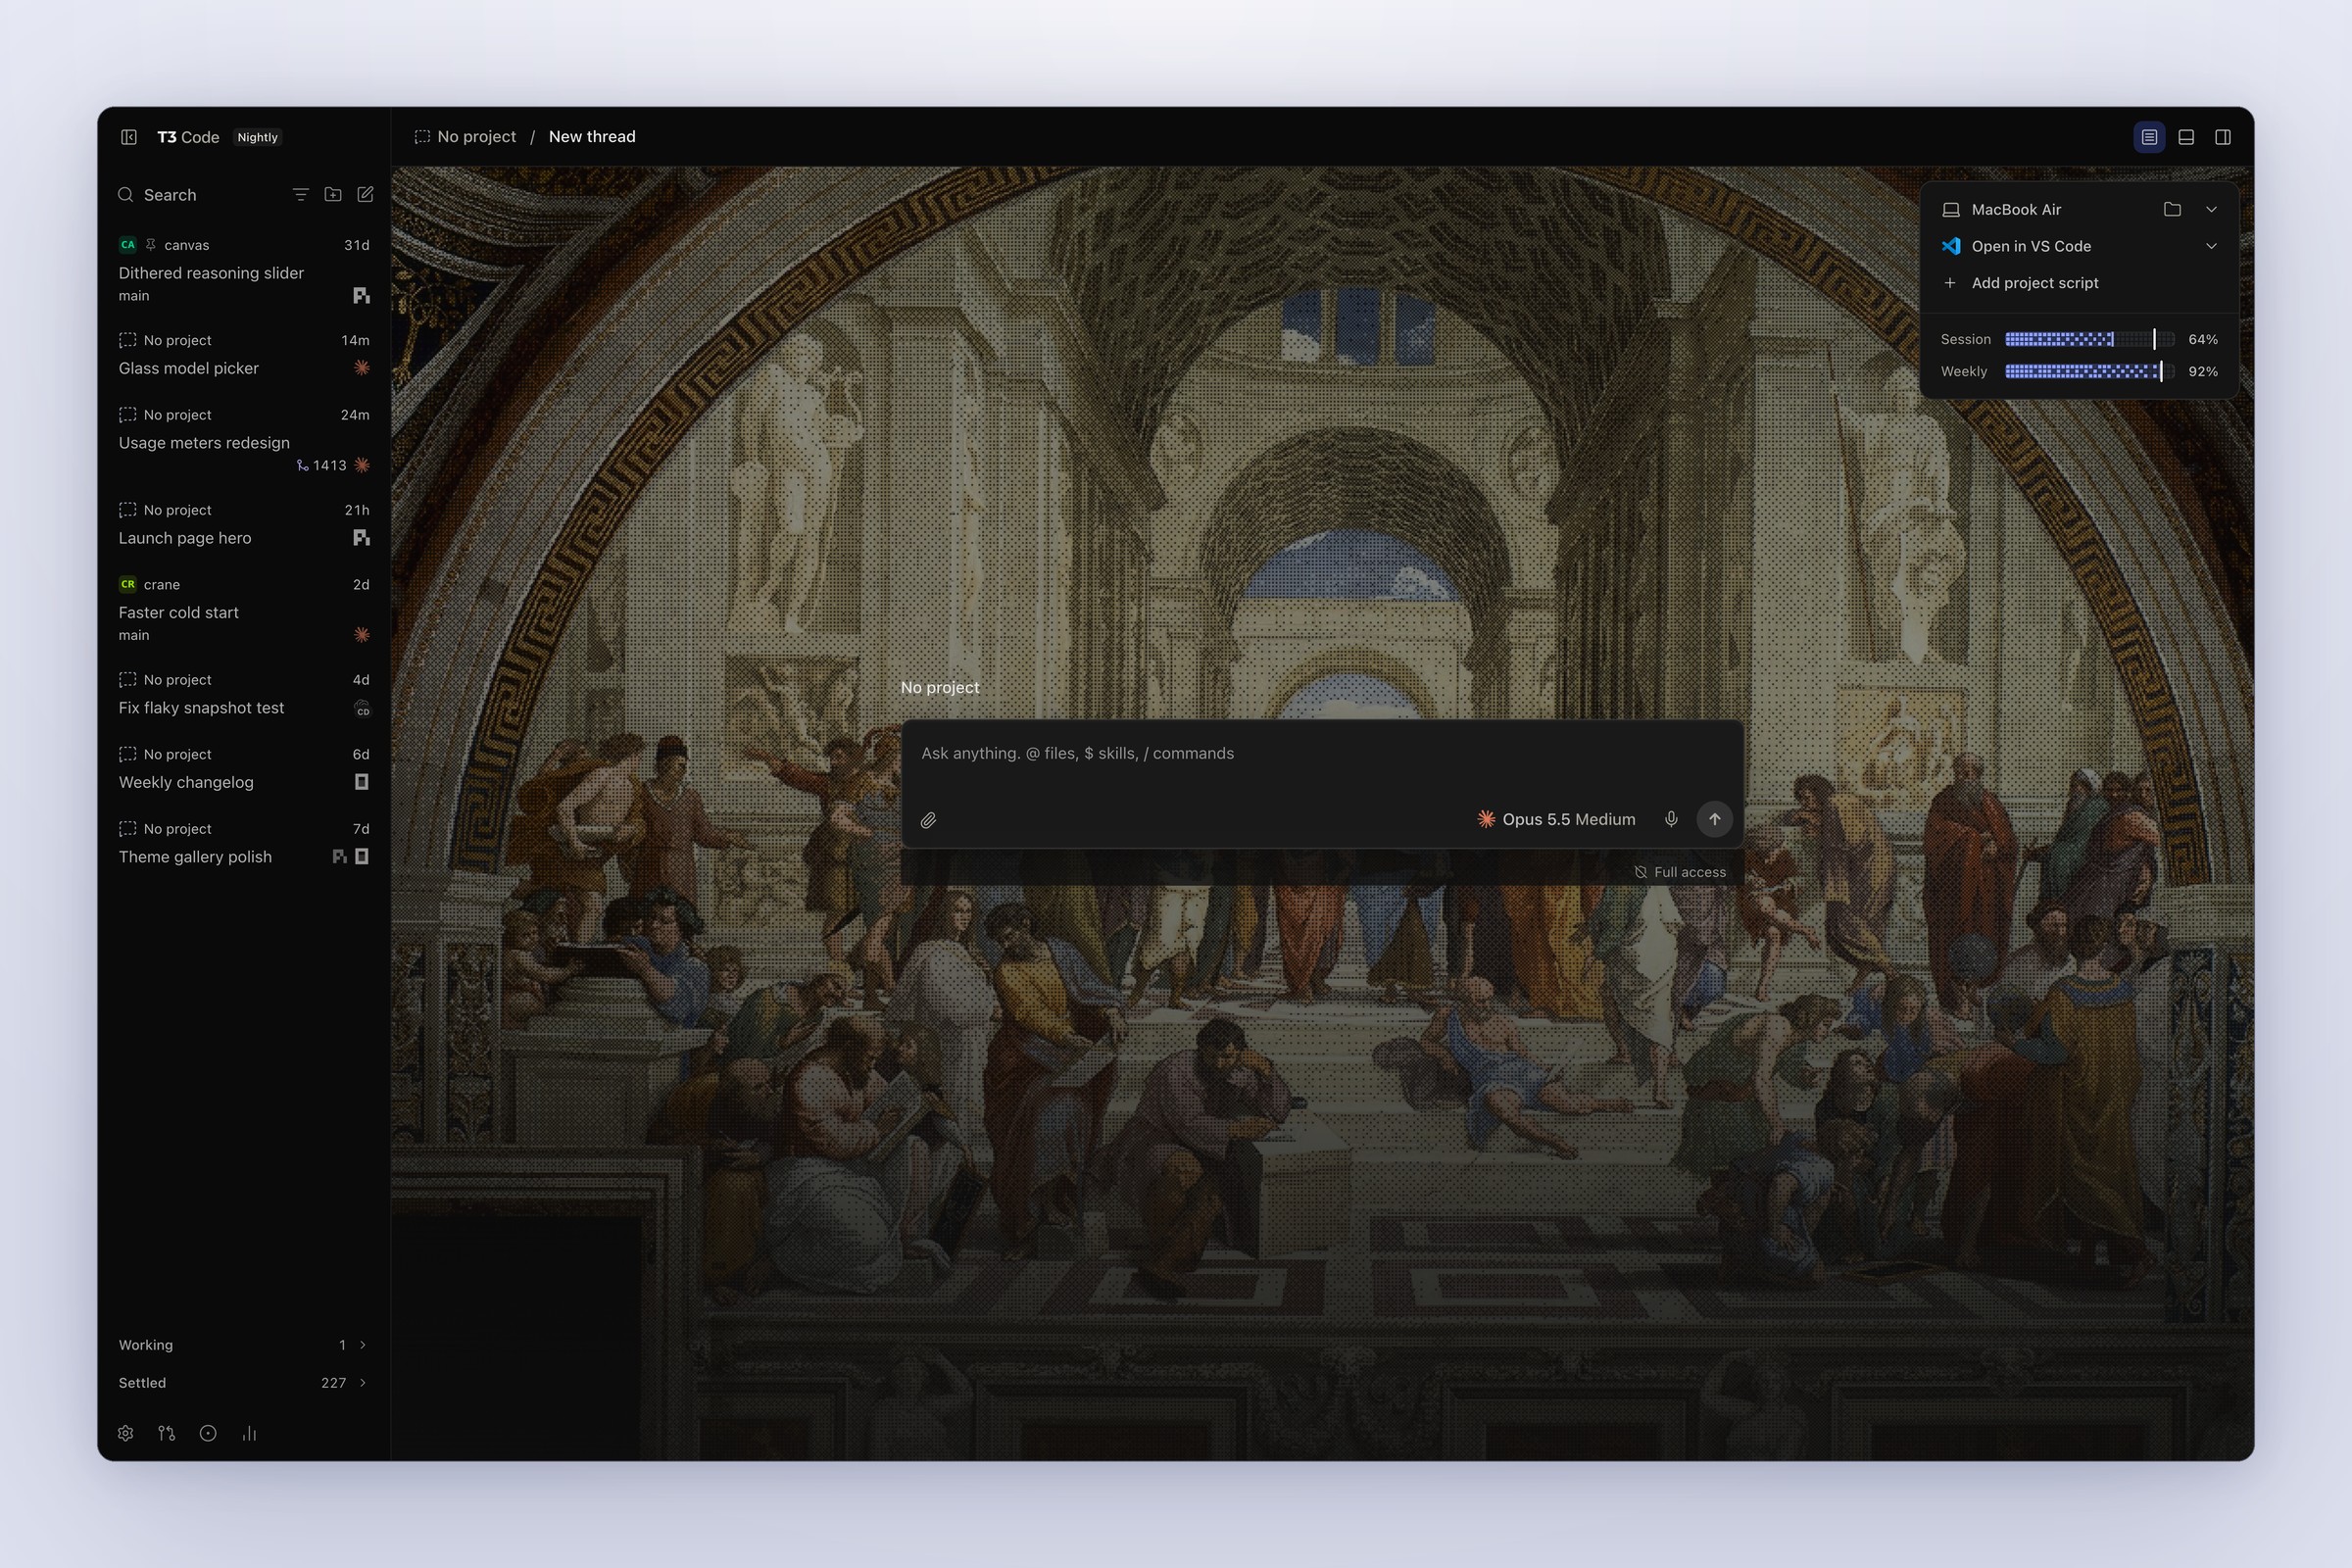 T3 Code Nightly
No project / New thread
Search
CA canvas 31d
Dithered reasoning slider
main
No project 14m
Glass model picker
No project 24m
Usage meters redesign
1413
No project 21h
Launch page hero
CR crane 2d
Faster cold start
main
No project 4d
Fix flaky snapshot test
CD
No project 6d
Weekly changelog
No project 7d
Theme gallery polish
Working 1
Settled 227
MacBook Air
Open in VS Code
Add project script
Session 64%
Weekly 92%
No project
Ask anything. @ files, $ skills, / commands
Opus 5.5 Medium
Full access